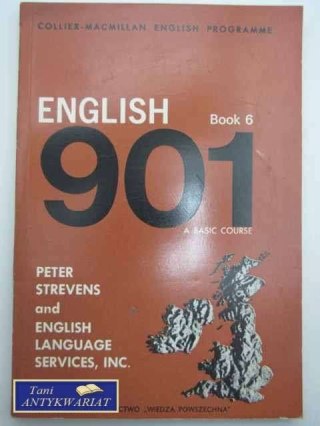 COLLIER-MACMILLAN ENGLISH PROGRAMME
ENGLISH
Book 6
901
A BASIC COURSE
PETER
STREVENS
and
ENGLISH
LANGUAGE
SERVICES, INC.
Tani
ANTYKWARIAT
CTWO „WIEDZA POWSZECHNA"